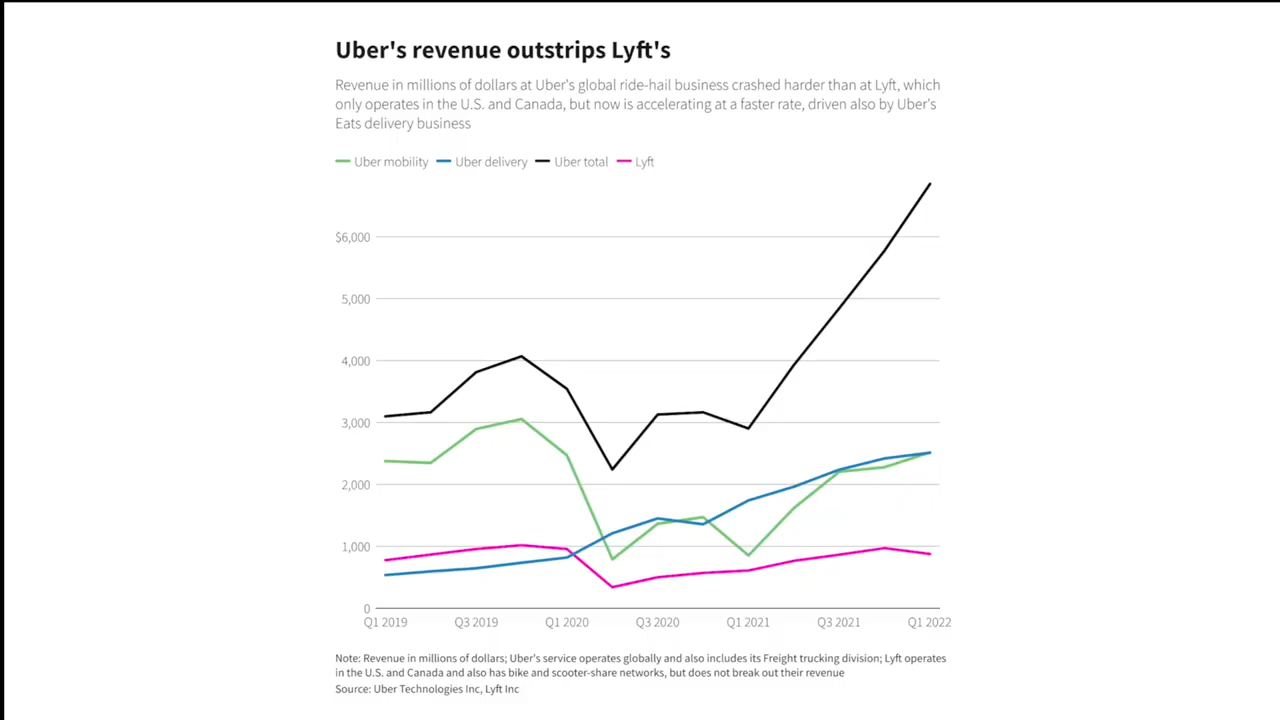 Uber's revenue outstrips Lyft's
Revenue in millions of dollars at Uber's global ride-hail business crashed harder than at Lyft, which
only operates in the U.S. and Canada, but now is accelerating at a faster rate, driven also by Uber's
Eats delivery business
Uber mobility Uber delivery Uber total Lyft
$6,000
5,000
4,000
3,000
2,000
1,000
0
Q1 2019 Q3 2019 Q1 2020 Q3 2020 Q1 2021 Q3 2021 Q1 2022
Note: Revenue in millions of dollars; Uber's service operates globally and also includes its Freight trucking division; Lyft operates
in the U.S. and Canada and also has bike and scooter-share networks, but does not break out their revenue
Source: Uber Technologies Inc, Lyft Inc